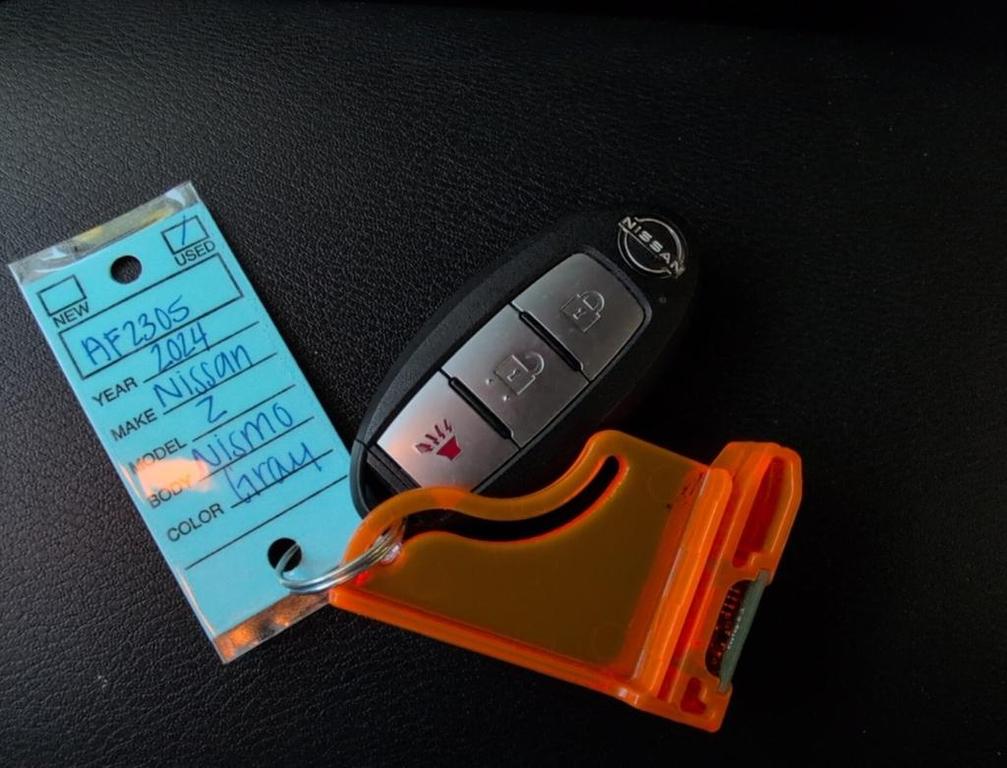 USED
NEW
AF2305
YEAR 2024
MAKE Nissan
MODEL Z
BODY Nismo
COLOR Gray
NISSAN